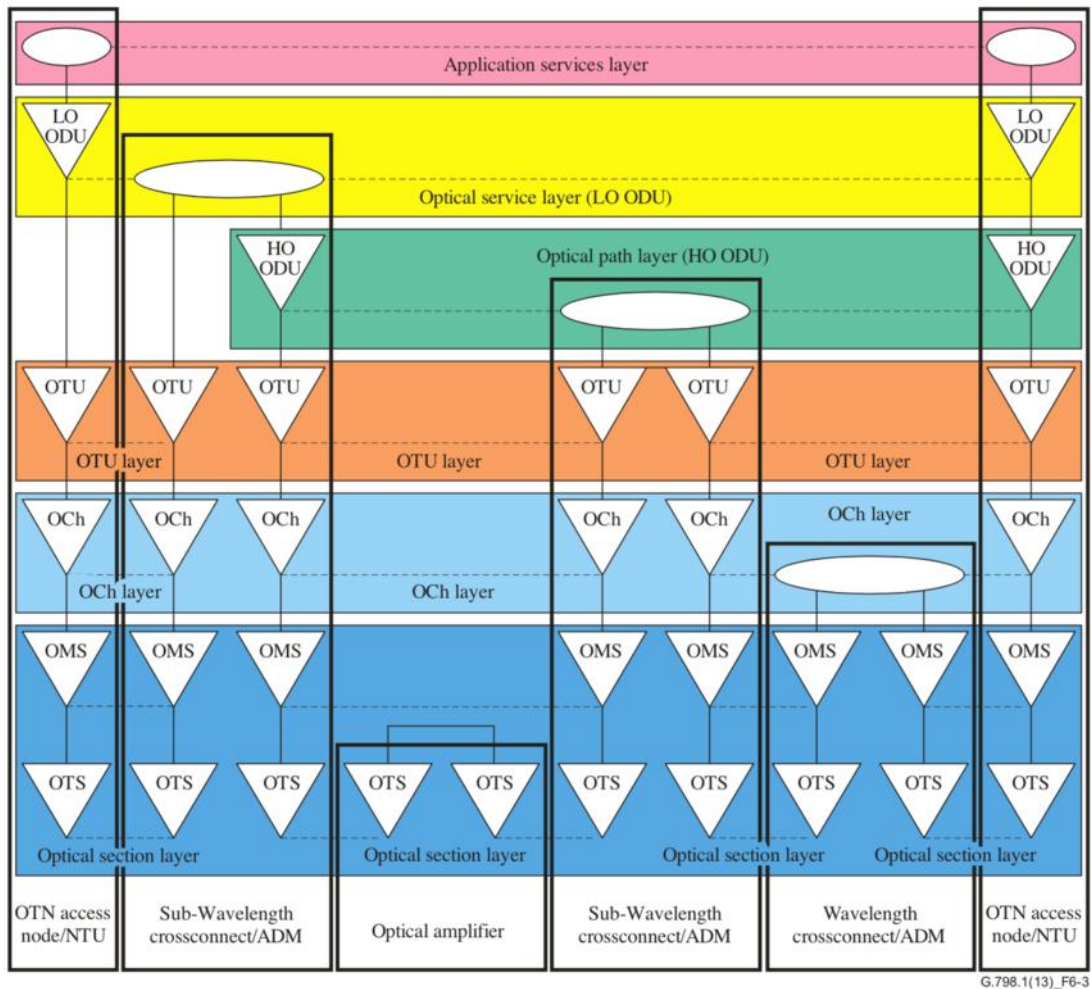 Application services layer
LO
ODU
LO
ODU
Optical service layer (LO ODU)
HO
ODU
Optical path layer (HO ODU)
HO
ODU
OTU
OTU
OTU
OTU
OTU
OTU
OTU layer
OTU layer
OTU layer
OCh
OCh
OCh
OCh
OCh
OCh layer
OCh
OCh layer
OCh layer
OMS
OMS
OMS
OMS
OMS
OMS
OMS
OMS
OTS
OTS
OTS
OTS
OTS
OTS
OTS
OTS
OTS
OTS
Optical section layer
Optical section layer
Optical section layer
Optical section layer
OTN access
node/NTU
Sub-Wavelength
crossconnect/ADM
Optical amplifier
Sub-Wavelength
crossconnect/ADM
Wavelength
crossconnect/ADM
OTN access
node/NTU
G.798.1(13)_F6-3